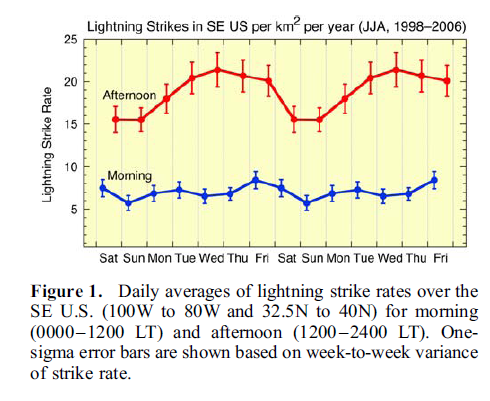 Lightning Strikes in SE US per km² per year (JJA, 1998–2006)
25
20
15
10
5
Lightning Strike Rate
Afternoon
Morning
Sat Sun Mon Tue Wed Thu Fri Sat Sun Mon Tue Wed Thu Fri
Figure 1. Daily averages of lightning strike rates over the
SE U.S. (100W to 80W and 32.5N to 40N) for morning
(0000–1200 LT) and afternoon (1200–2400 LT). One-
sigma error bars are shown based on week-to-week variance
of strike rate.